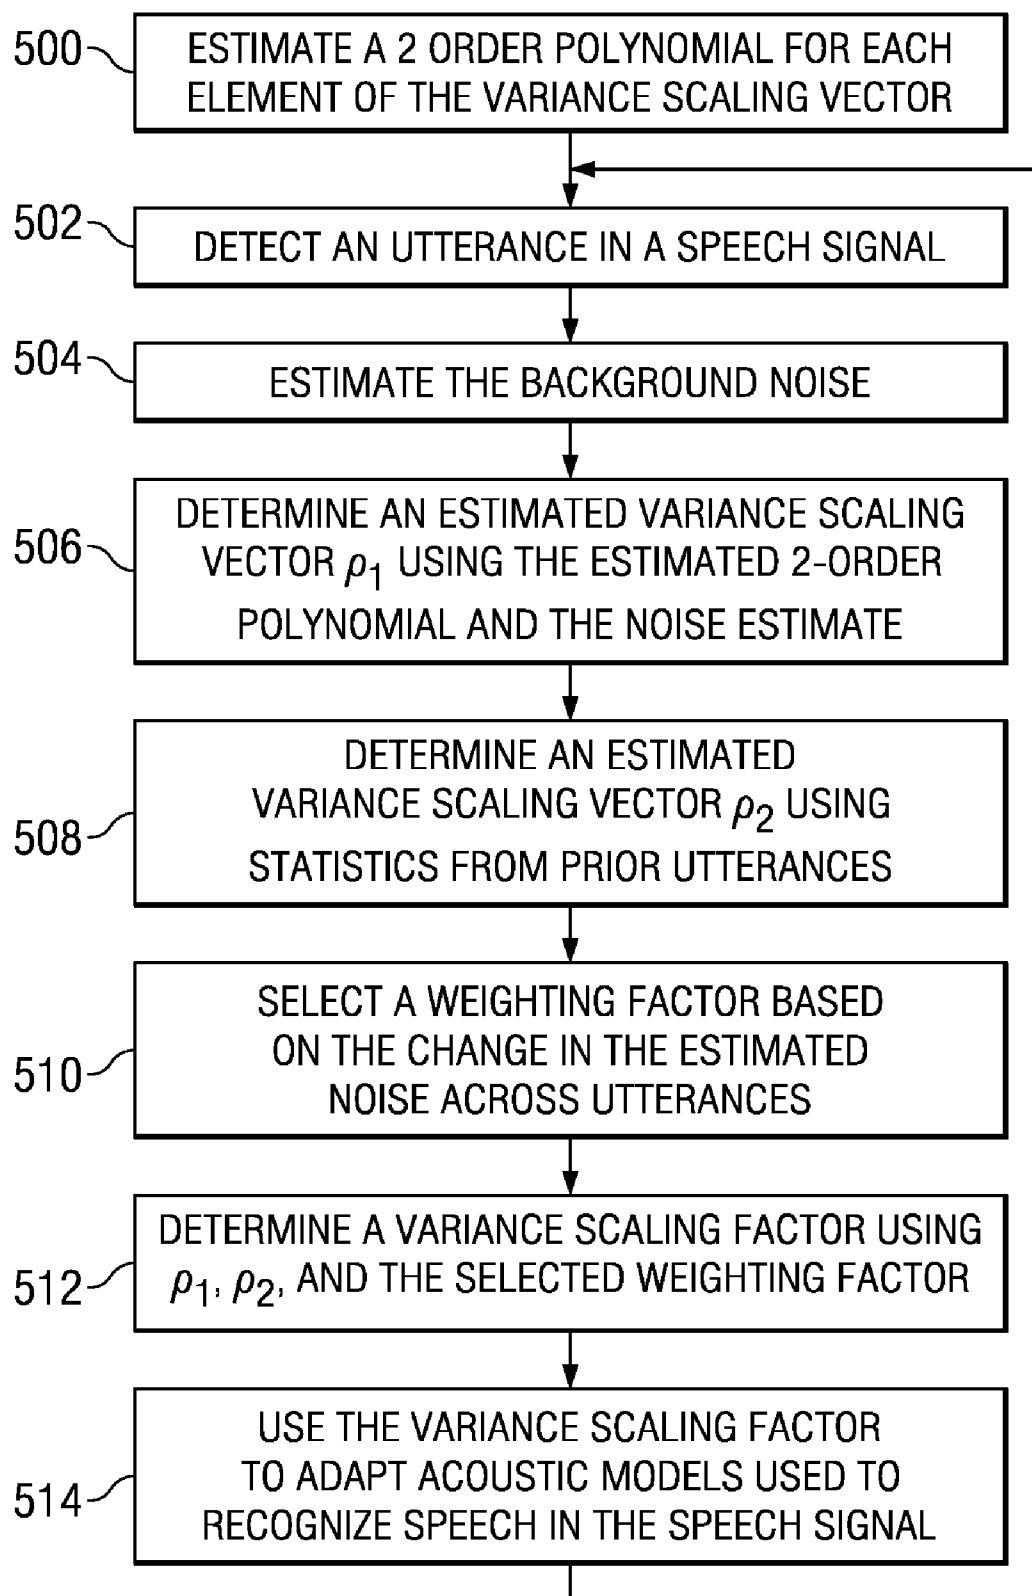 500
ESTIMATE A 2 ORDER POLYNOMIAL FOR EACH
ELEMENT OF THE VARIANCE SCALING VECTOR
502
DETECT AN UTTERANCE IN A SPEECH SIGNAL
504
ESTIMATE THE BACKGROUND NOISE
506
DETERMINE AN ESTIMATED VARIANCE SCALING
VECTOR ρ1 USING THE ESTIMATED 2-ORDER
POLYNOMIAL AND THE NOISE ESTIMATE
508
DETERMINE AN ESTIMATED
VARIANCE SCALING VECTOR ρ2 USING
STATISTICS FROM PRIOR UTTERANCES
510
SELECT A WEIGHTING FACTOR BASED
ON THE CHANGE IN THE ESTIMATED
NOISE ACROSS UTTERANCES
512
DETERMINE A VARIANCE SCALING FACTOR USING
ρ1, ρ2, AND THE SELECTED WEIGHTING FACTOR
514
USE THE VARIANCE SCALING FACTOR
TO ADAPT ACOUSTIC MODELS USED TO
RECOGNIZE SPEECH IN THE SPEECH SIGNAL